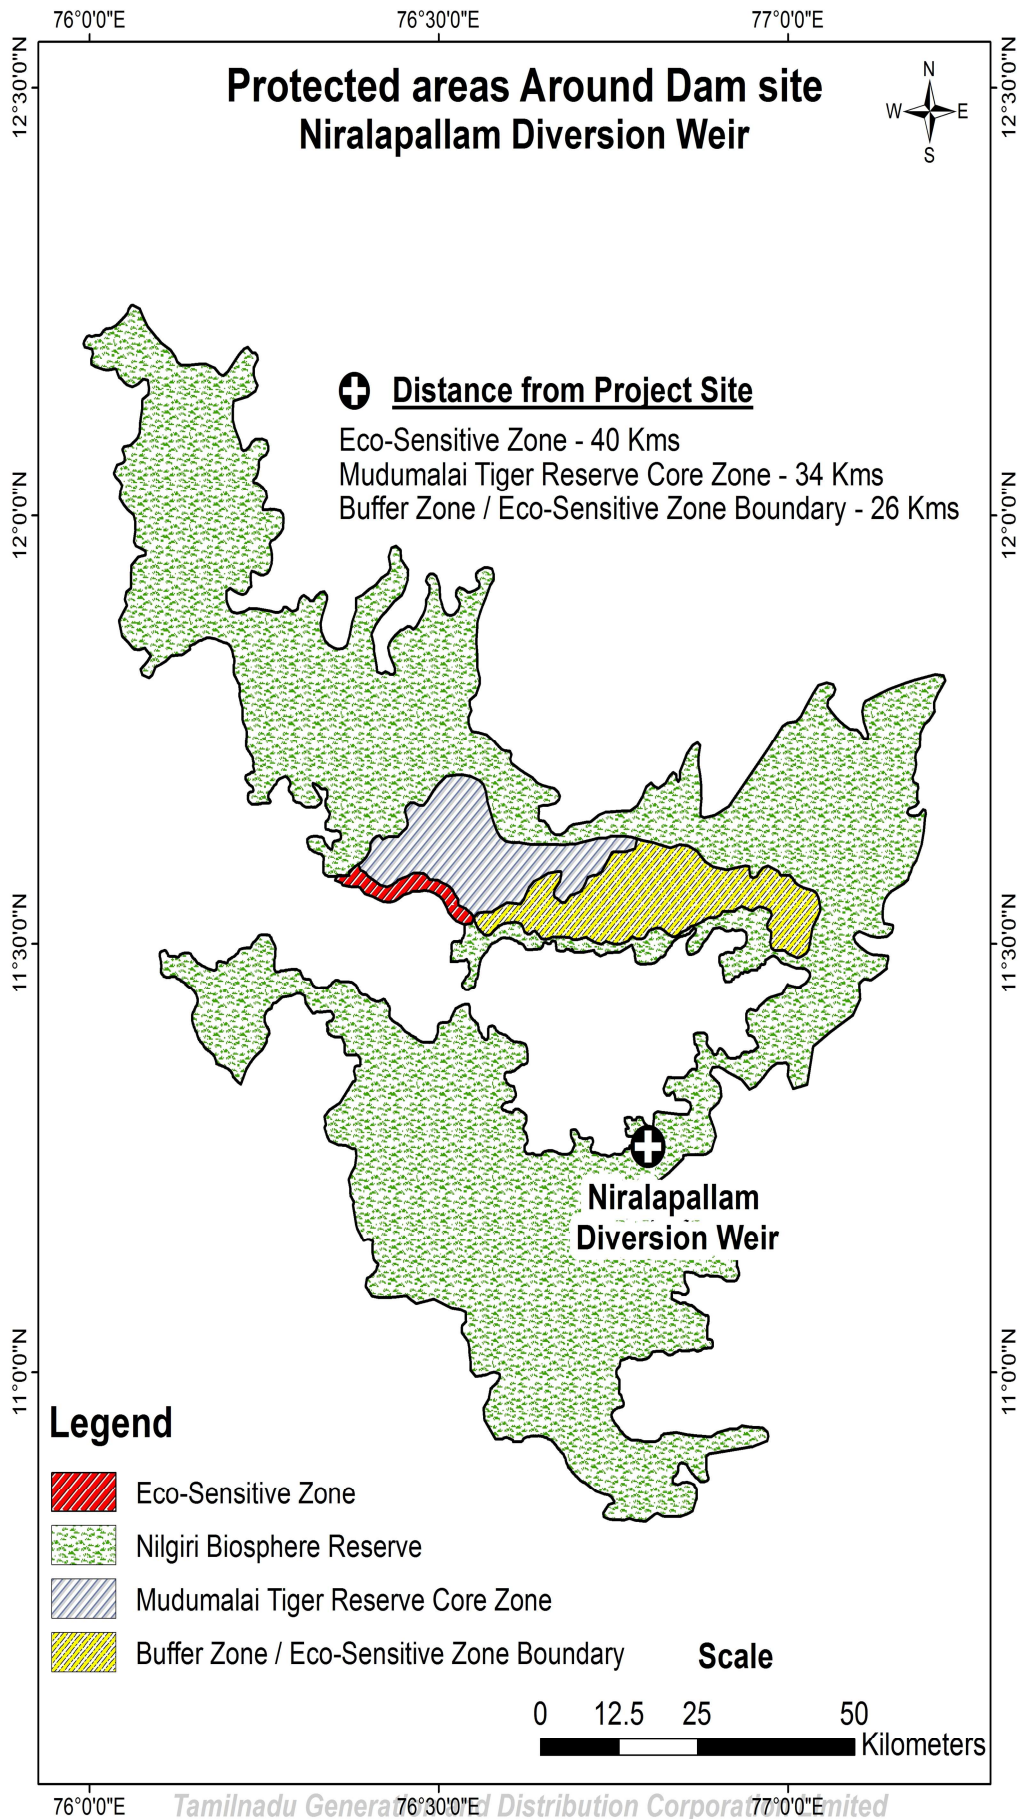 76°0'0"E 76°30'0"E 77°0'0"E
12°30'0"N 12°30'0"N
Protected areas Around Dam site
Niralapallam Diversion Weir
N
W E
S
Distance from Project Site
Eco-Sensitive Zone - 40 Kms
Mudumalai Tiger Reserve Core Zone - 34 Kms
Buffer Zone / Eco-Sensitive Zone Boundary - 26 Kms
12°0'0"N 12°0'0"N
11°30'0"N 11°30'0"N
Niralapallam
Diversion Weir
11°0'0"N 11°0'0"N
Legend
Eco-Sensitive Zone
Nilgiri Biosphere Reserve
Mudumalai Tiger Reserve Core Zone
Buffer Zone / Eco-Sensitive Zone Boundary
Scale
0 12.5 25 50
Kilometers
76°0'0"E 76°30'0"E 77°0'0"E
Tamilnadu Generation and Distribution Corporation Limited